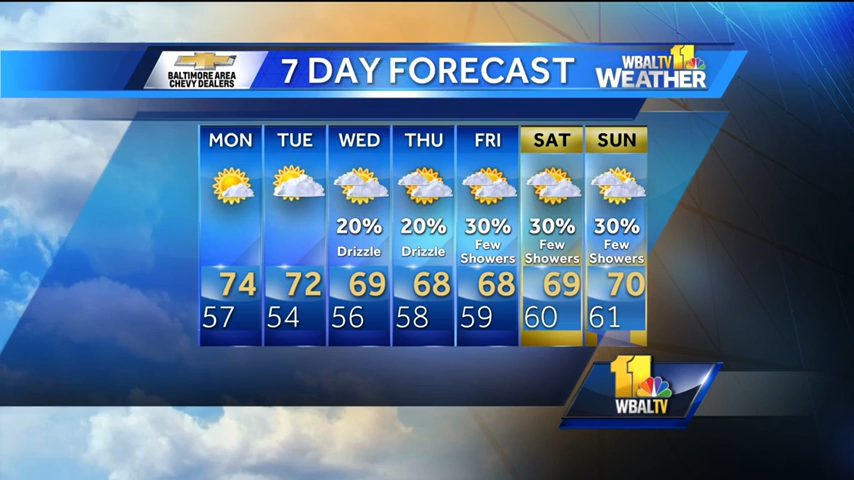 BALTIMORE AREA
CHEVY DEALERS
7 DAY FORECAST
WBALTV 11
WEATHER
MON TUE WED THU FRI SAT SUN
20% 20% 30% 30% 30%
Drizzle Drizzle Few Showers Few Showers Few Showers
74 72 69 68 68 69 70
57 54 56 58 59 60 61
11
WBALTV